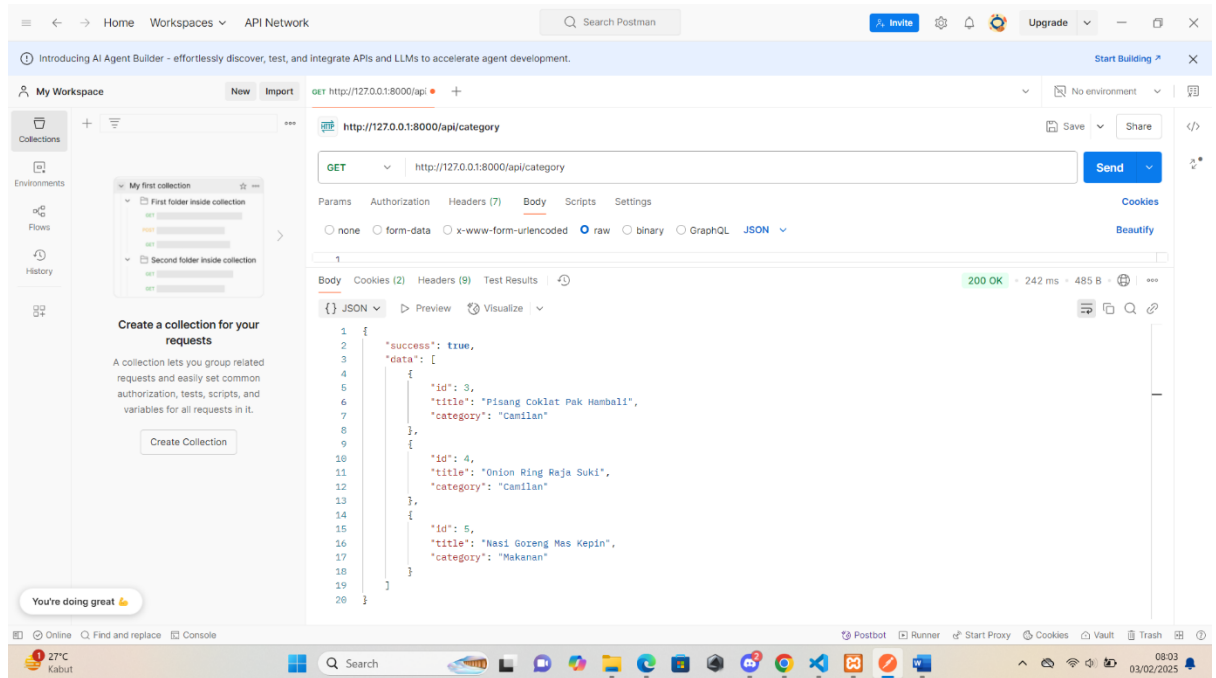 Home Workspaces API Network Search Postman Invite Upgrade
Introducing AI Agent Builder - effortlessly discover, test, and integrate APIs and LLMs to accelerate agent development. Start Building
My Workspace New Import GET http://127.0.0.1:8000/api No environment
HTTP http://127.0.0.1:8000/api/category Save Share
Collections
GET http://127.0.0.1:8000/api/category Send
Environments
My first collection
First folder inside collection
GET
POST
GET
Second folder inside collection
GET
GET
Flows
History
Params Authorization Headers (7) Body Scripts Settings Cookies
none form-data x-www-form-urlencoded raw binary GraphQL JSON Beautify
1
Body Cookies (2) Headers (9) Test Results 200 OK 242 ms 485 B
{} JSON Preview Visualize
Create a collection for your
requests
A collection lets you group related
requests and easily set common
authorization, tests, scripts, and
variables for all requests in it.
Create Collection
1 {
2 "success": true,
3 "data": [
4 {
5 "id": 3,
6 "title": "Pisang Coklat Pak Hambali",
7 "category": "Camilan"
8 },
9 {
10 "id": 4,
11 "title": "Onion Ring Raja Suki",
12 "category": "Camilan"
13 },
14 {
15 "id": 5,
16 "title": "Nasi Goreng Mas Kepin",
17 "category": "Makanan"
18 }
19 ]
20 }
You're doing great
Online Find and replace Console Postbot Runner Start Proxy Cookies Vault Trash
1 27°C
Kabut
Search
08:03
03/02/2025